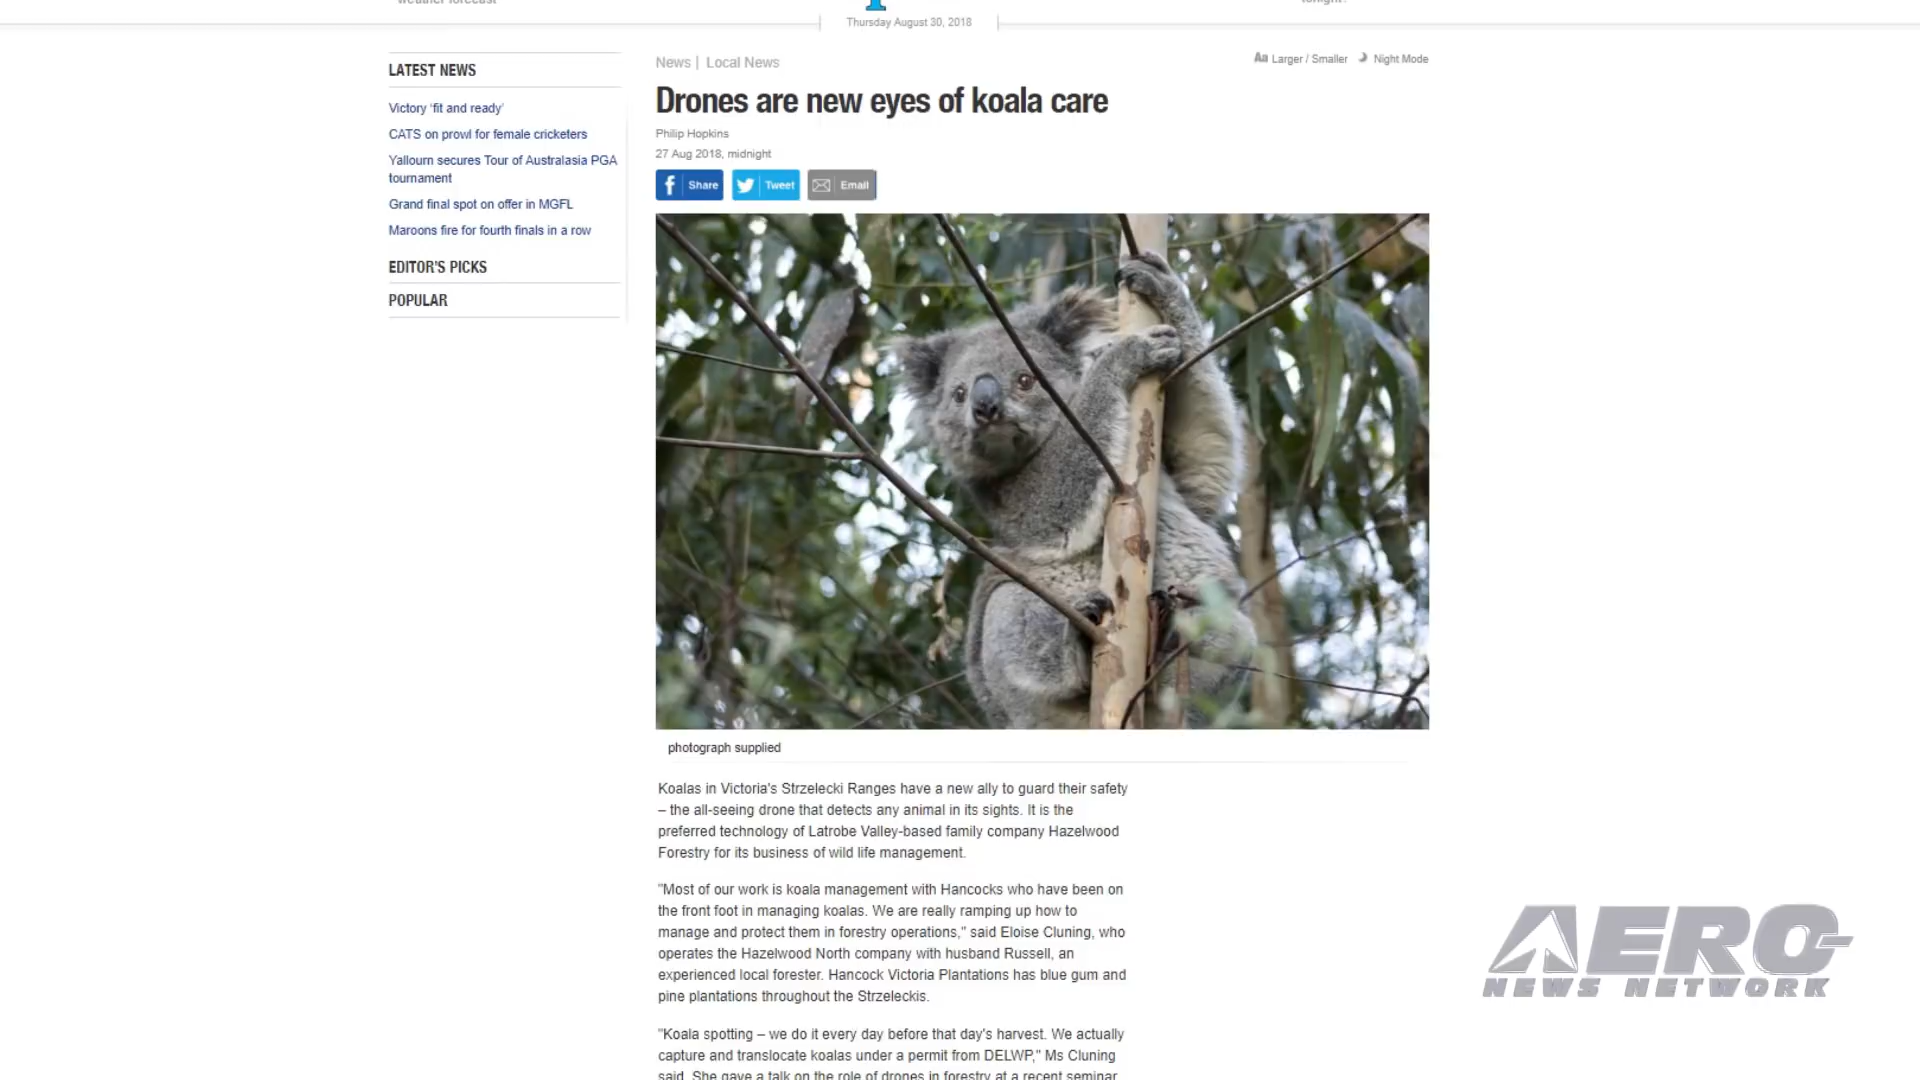 weather forecast
tonight.
Thursday August 30, 2018
LATEST NEWS
Victory 'fit and ready'
CATS on prowl for female cricketers
Yallourn secures Tour of Australasia PGA
tournament
Grand final spot on offer in MGFL
Maroons fire for fourth finals in a row
EDITOR'S PICKS
POPULAR
News | Local News
Aa Larger / Smaller Night Mode
Drones are new eyes of koala care
Philip Hopkins
27 Aug 2018, midnight
Share Tweet Email
photograph supplied
Koalas in Victoria's Strzelecki Ranges have a new ally to guard their safety
– the all-seeing drone that detects any animal in its sights. It is the
preferred technology of Latrobe Valley-based family company Hazelwood
Forestry for its business of wild life management.
"Most of our work is koala management with Hancocks who have been on
the front foot in managing koalas. We are really ramping up how to
manage and protect them in forestry operations," said Eloise Cluning, who
operates the Hazelwood North company with husband Russell, an
experienced local forester. Hancock Victoria Plantations has blue gum and
pine plantations throughout the Strzeleckis.
"Koala spotting – we do it every day before that day's harvest. We actually
capture and translocate koalas under a permit from DELWP," Ms Cluning
said. She gave a talk on the role of drones in forestry at a recent seminar
AERO-
NEWS NETWORK